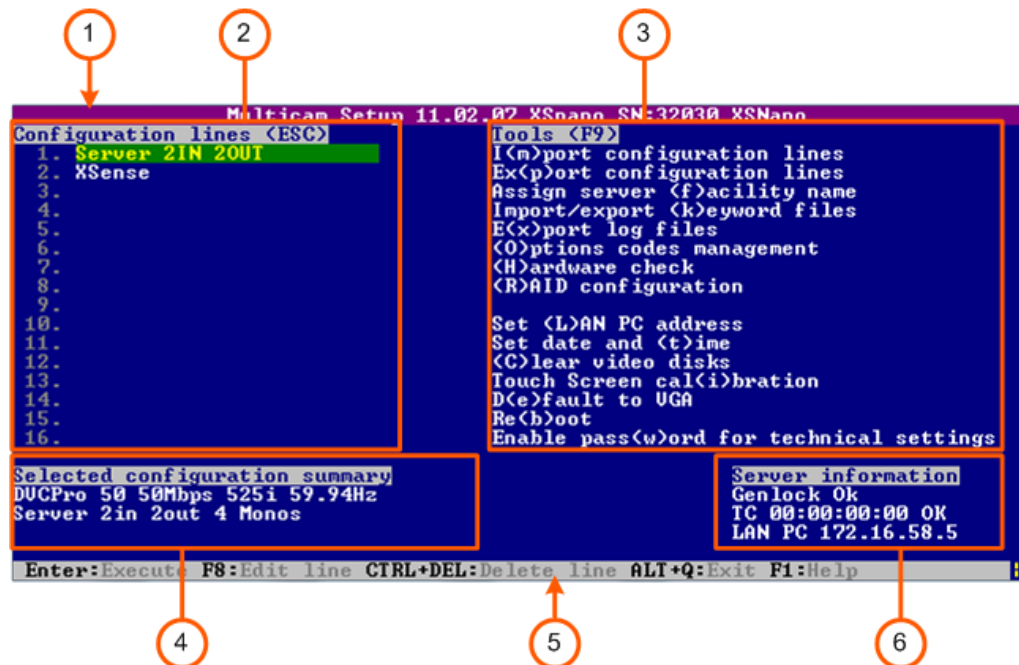 1 2 3
Multicam Setup 11.02.07 XSnano SN:32030 XSNano
Configuration lines (ESC)
1. Server 2IN 2OUT
2. XSense
3.
4.
5.
6.
7.
8.
9.
10.
11.
12.
13.
14.
15.
16.
Tools (F9)
I(m)port configuration lines
Ex(p)ort configuration lines
Assign server (f)acility name
Import/export (k)eyword files
E(x)port log files
(O)ptions codes management
(H)ardware check
(R)AID configuration
Set (L)AN PC address
Set date and (t)ime
(C)lear video disks
Touch Screen cal(i)bration
D(e)fault to VGA
Re(b)oot
Enable pass(w)ord for technical settings
Selected configuration summary
DVCPro 50 50Mbps 525i 59.94Hz
Server 2in 2out 4 Monos
Server information
Genlock Ok
TC 00:00:00:00 OK
LAN PC 172.16.58.5
Enter:Execute F8:Edit line CTRL+DEL:Delete line ALT+Q:Exit F1:Help
4 5 6